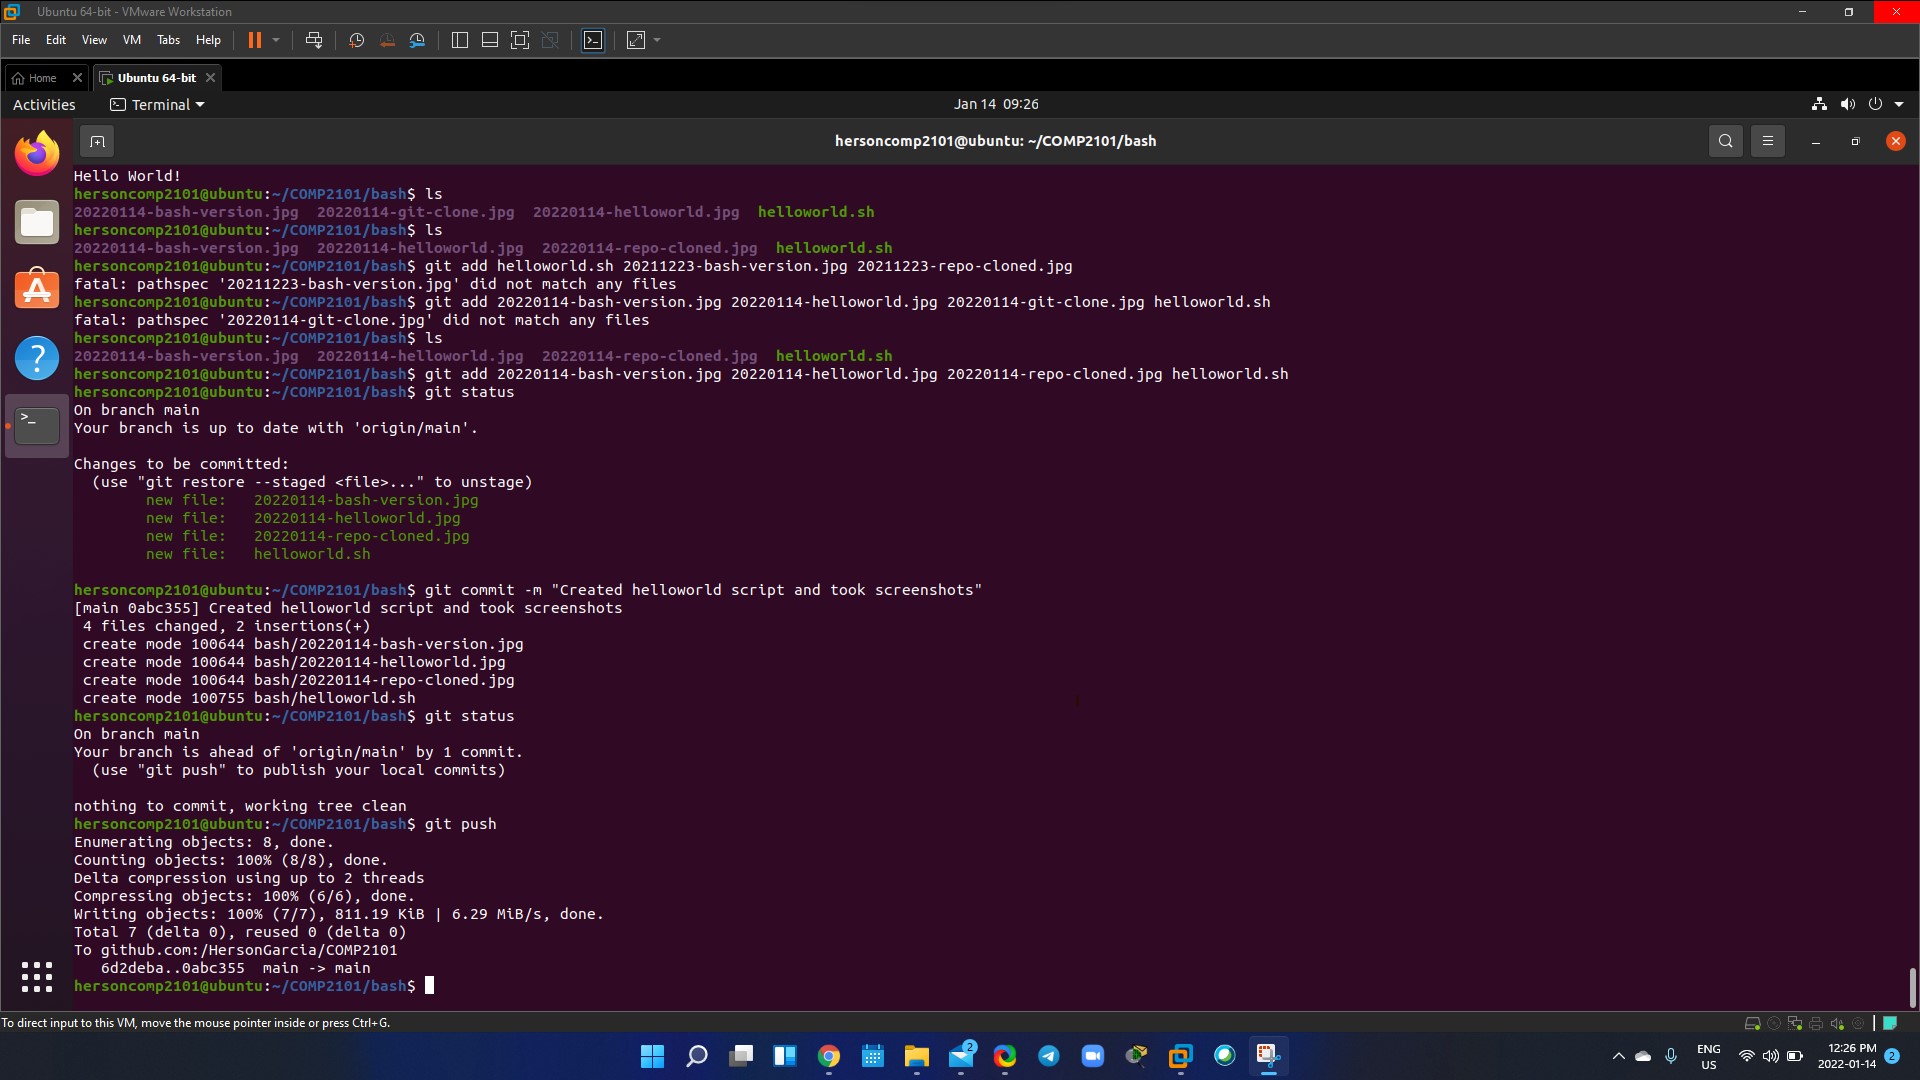 Ubuntu 64-bit - VMware Workstation
File Edit View VM Tabs Help
Home Ubuntu 64-bit
Activities Terminal Jan 14 09:26
hersoncomp2101@ubuntu: ~/COMP2101/bash
Hello World!
hersoncomp2101@ubuntu:~/COMP2101/bash$ ls
20220114-bash-version.jpg 20220114-git-clone.jpg 20220114-helloworld.jpg helloworld.sh
hersoncomp2101@ubuntu:~/COMP2101/bash$ ls
20220114-bash-version.jpg 20220114-helloworld.jpg 20220114-repo-cloned.jpg helloworld.sh
hersoncomp2101@ubuntu:~/COMP2101/bash$ git add helloworld.sh 20211223-bash-version.jpg 20211223-repo-cloned.jpg
fatal: pathspec '20211223-bash-version.jpg' did not match any files
hersoncomp2101@ubuntu:~/COMP2101/bash$ git add 20220114-bash-version.jpg 20220114-helloworld.jpg 20220114-git-clone.jpg helloworld.sh
fatal: pathspec '20220114-git-clone.jpg' did not match any files
hersoncomp2101@ubuntu:~/COMP2101/bash$ ls
20220114-bash-version.jpg 20220114-helloworld.jpg 20220114-repo-cloned.jpg helloworld.sh
hersoncomp2101@ubuntu:~/COMP2101/bash$ git add 20220114-bash-version.jpg 20220114-helloworld.jpg 20220114-repo-cloned.jpg helloworld.sh
hersoncomp2101@ubuntu:~/COMP2101/bash$ git status
On branch main
Your branch is up to date with 'origin/main'.
Changes to be committed:
(use "git restore --staged <file>..." to unstage)
new file: 20220114-bash-version.jpg
new file: 20220114-helloworld.jpg
new file: 20220114-repo-cloned.jpg
new file: helloworld.sh
hersoncomp2101@ubuntu:~/COMP2101/bash$ git commit -m "Created helloworld script and took screenshots"
[main 0abc355] Created helloworld script and took screenshots
4 files changed, 2 insertions(+)
create mode 100644 bash/20220114-bash-version.jpg
create mode 100644 bash/20220114-helloworld.jpg
create mode 100644 bash/20220114-repo-cloned.jpg
create mode 100755 bash/helloworld.sh
hersoncomp2101@ubuntu:~/COMP2101/bash$ git status
On branch main
Your branch is ahead of 'origin/main' by 1 commit.
(use "git push" to publish your local commits)
nothing to commit, working tree clean
hersoncomp2101@ubuntu:~/COMP2101/bash$ git push
Enumerating objects: 8, done.
Counting objects: 100% (8/8), done.
Delta compression using up to 2 threads
Compressing objects: 100% (6/6), done.
Writing objects: 100% (7/7), 811.19 KiB | 6.29 MiB/s, done.
Total 7 (delta 0), reused 0 (delta 0)
To github.com:/HersonGarcia/COMP2101
6d2deba..0abc355 main -> main
hersoncomp2101@ubuntu:~/COMP2101/bash$
To direct input to this VM, move the mouse pointer inside or press Ctrl+G.
2
ENG
US
12:26 PM
2022-01-14
2